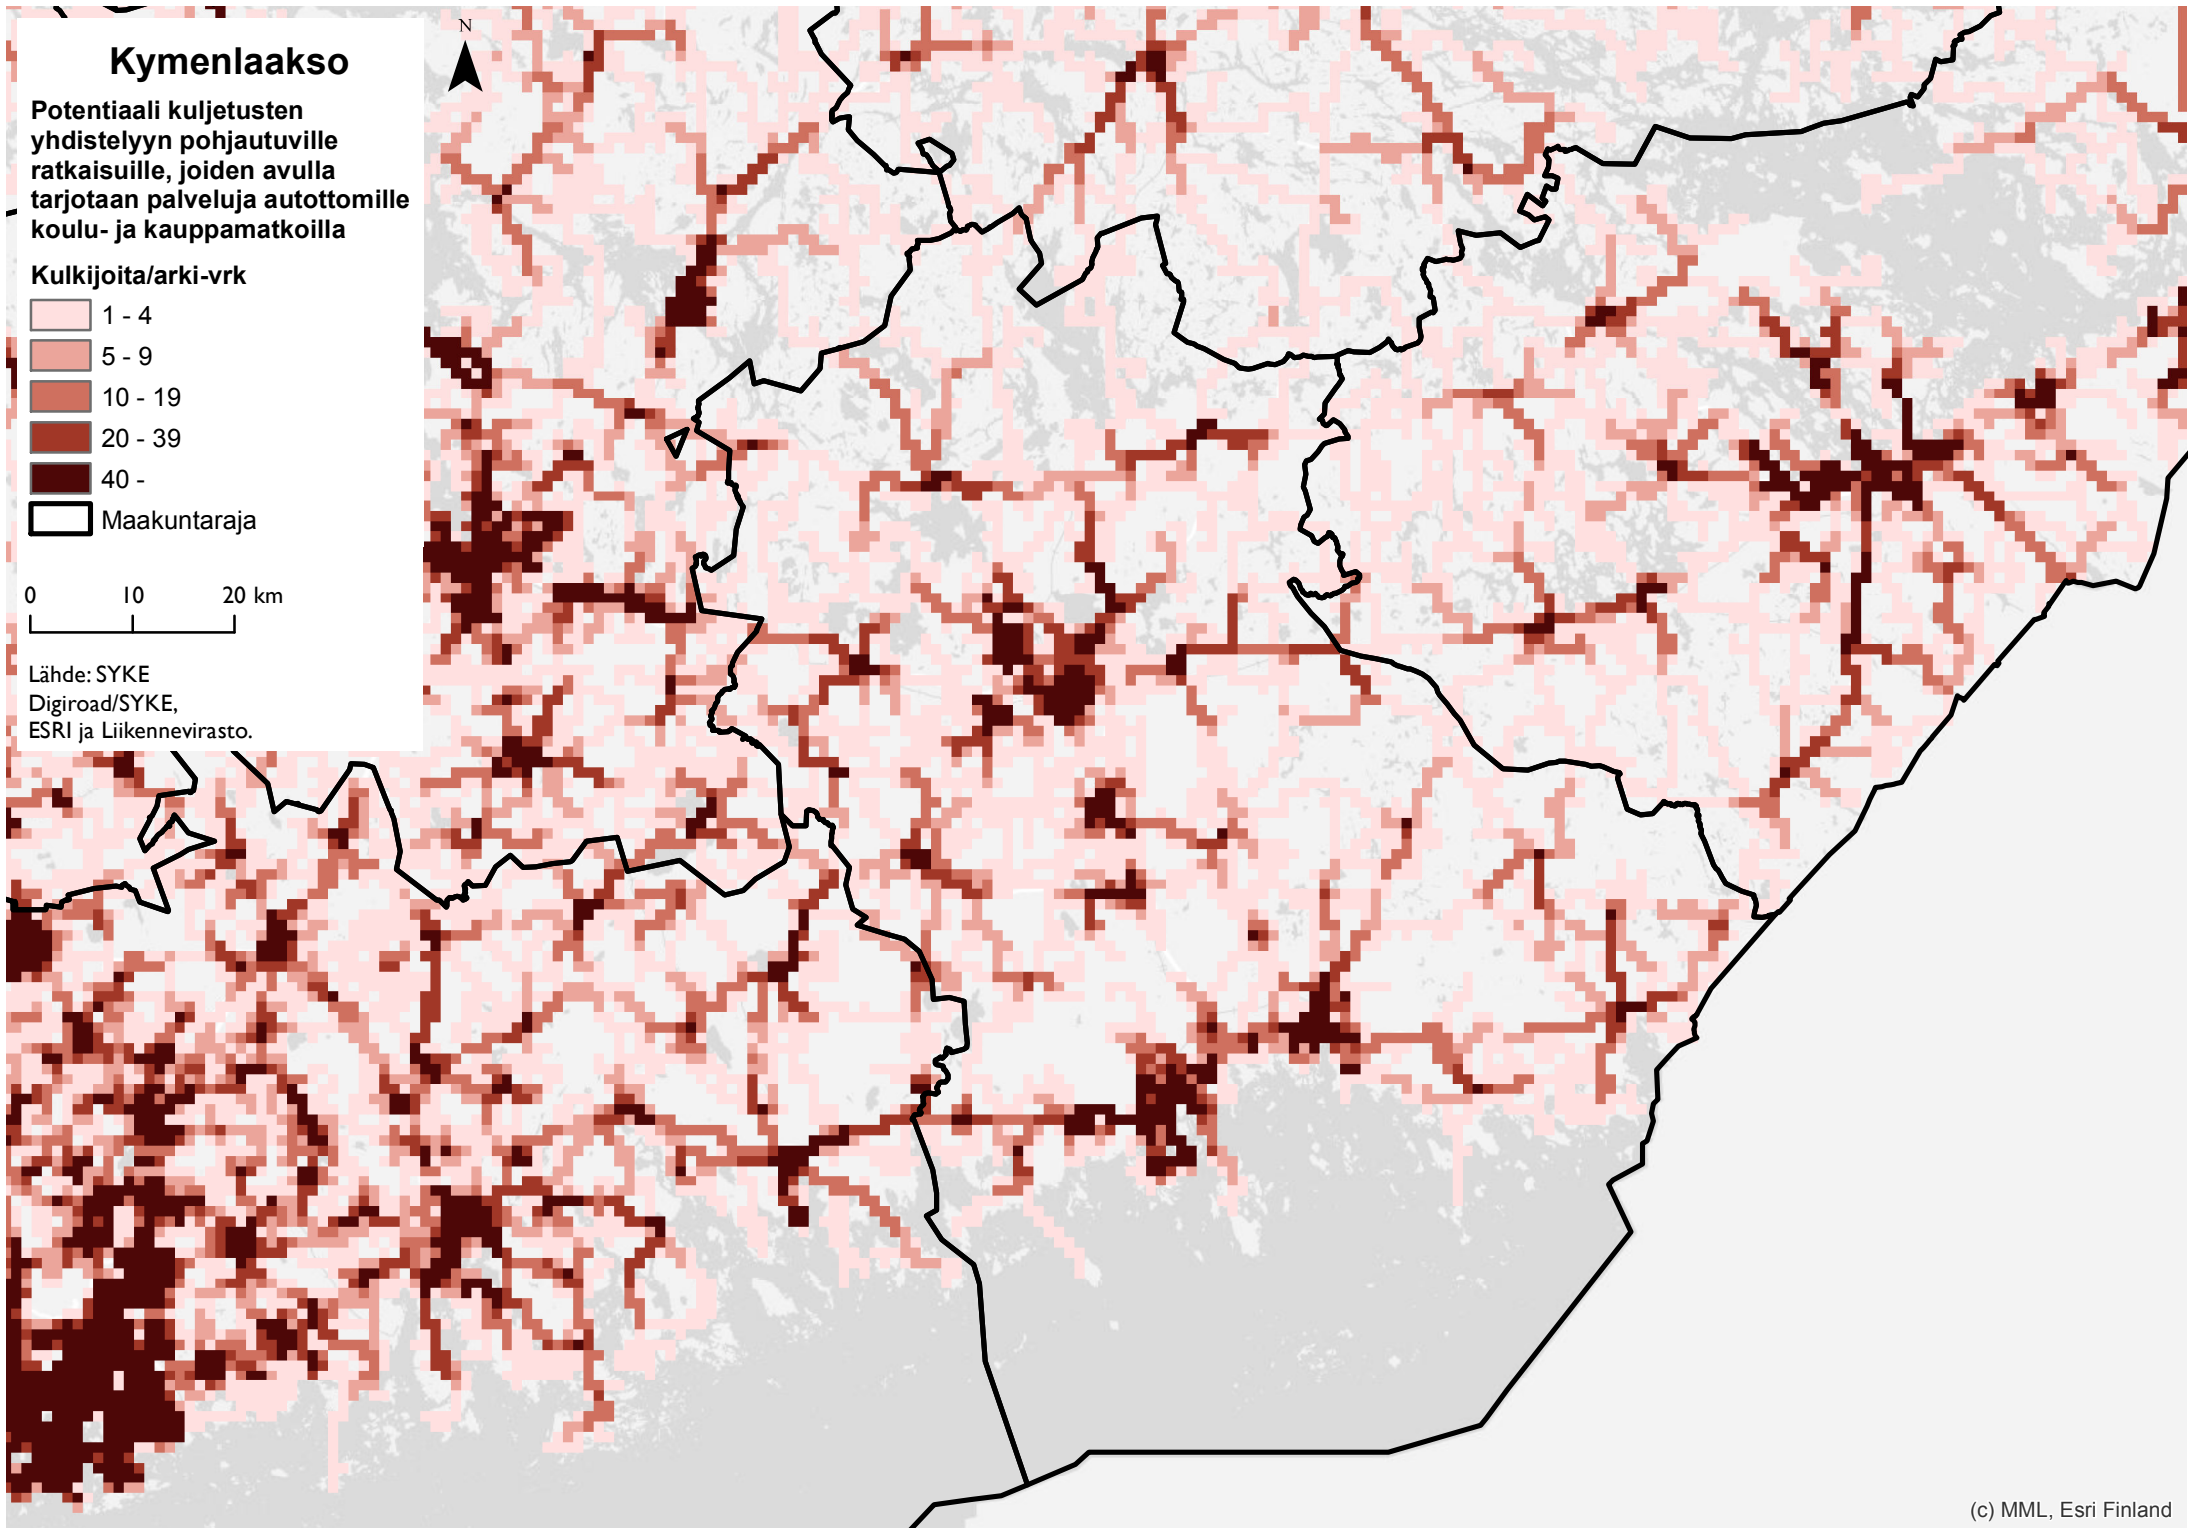 N
Kymenlaakso
Potentiaali kuljetusten
yhdistelyyn pohjautuville
ratkaisuille, joiden avulla
tarjotaan palveluja autottomille
koulu- ja kauppamatkoilla
Kulkijoita/arki-vrk
1 - 4
5 - 9
10 - 19
20 - 39
40 -
Maakuntaraja
0 10 20 km
Lähde: SYKE
Digiroad/SYKE,
ESRI ja Liikennevirasto.
(c) MML, Esri Finland